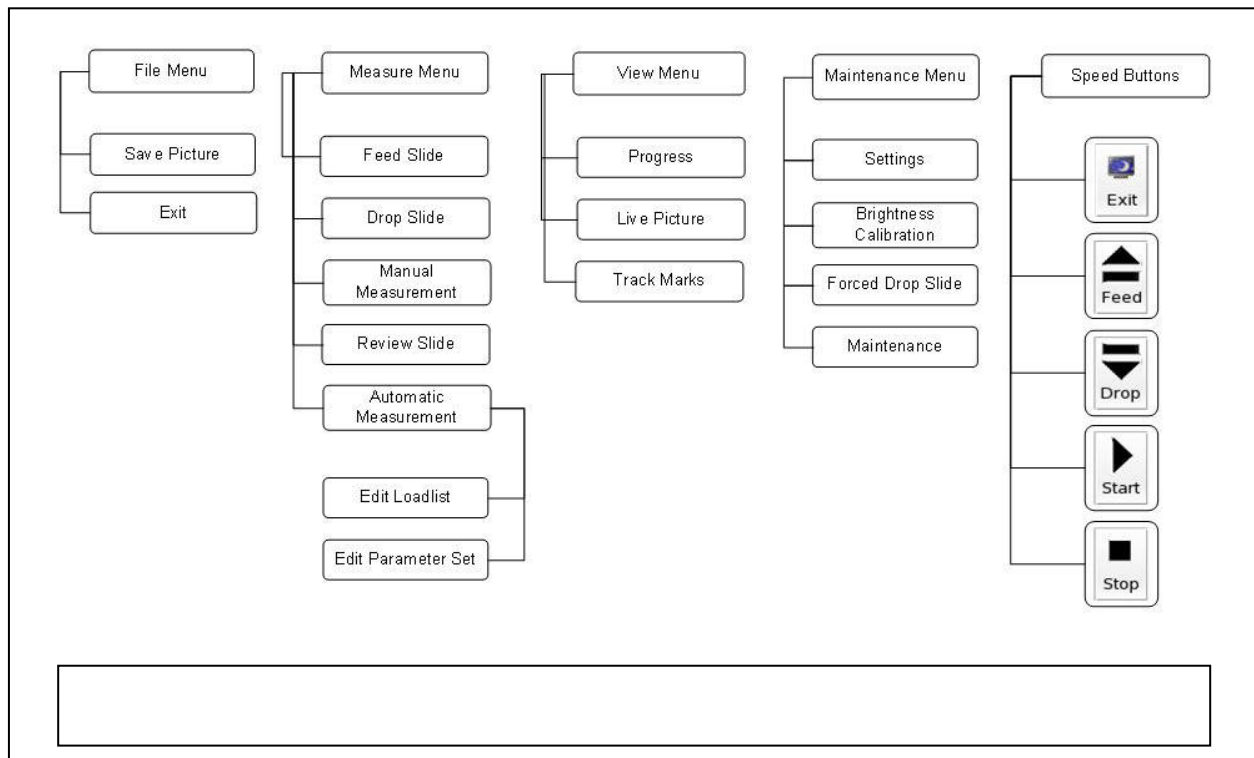 File Menu
Save Picture
Exit
Measure Menu
Feed Slide
Drop Slide
Manual
Measurement
Review Slide
Automatic
Measurement
Edit Loadlist
Edit Parameter Set
View Menu
Progress
Live Picture
Track Marks
Maintenance Menu
Settings
Brightness
Calibration
Forced Drop Slide
Maintenance
Speed Buttons
Exit
Feed
Drop
Start
Stop